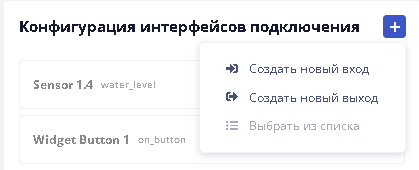 Конфигурация интерфейсов подключения
Создать новый вход
Sensor 1.4 water_level
Создать новый выход
Выбрать из списка
Widget Button 1 on_button